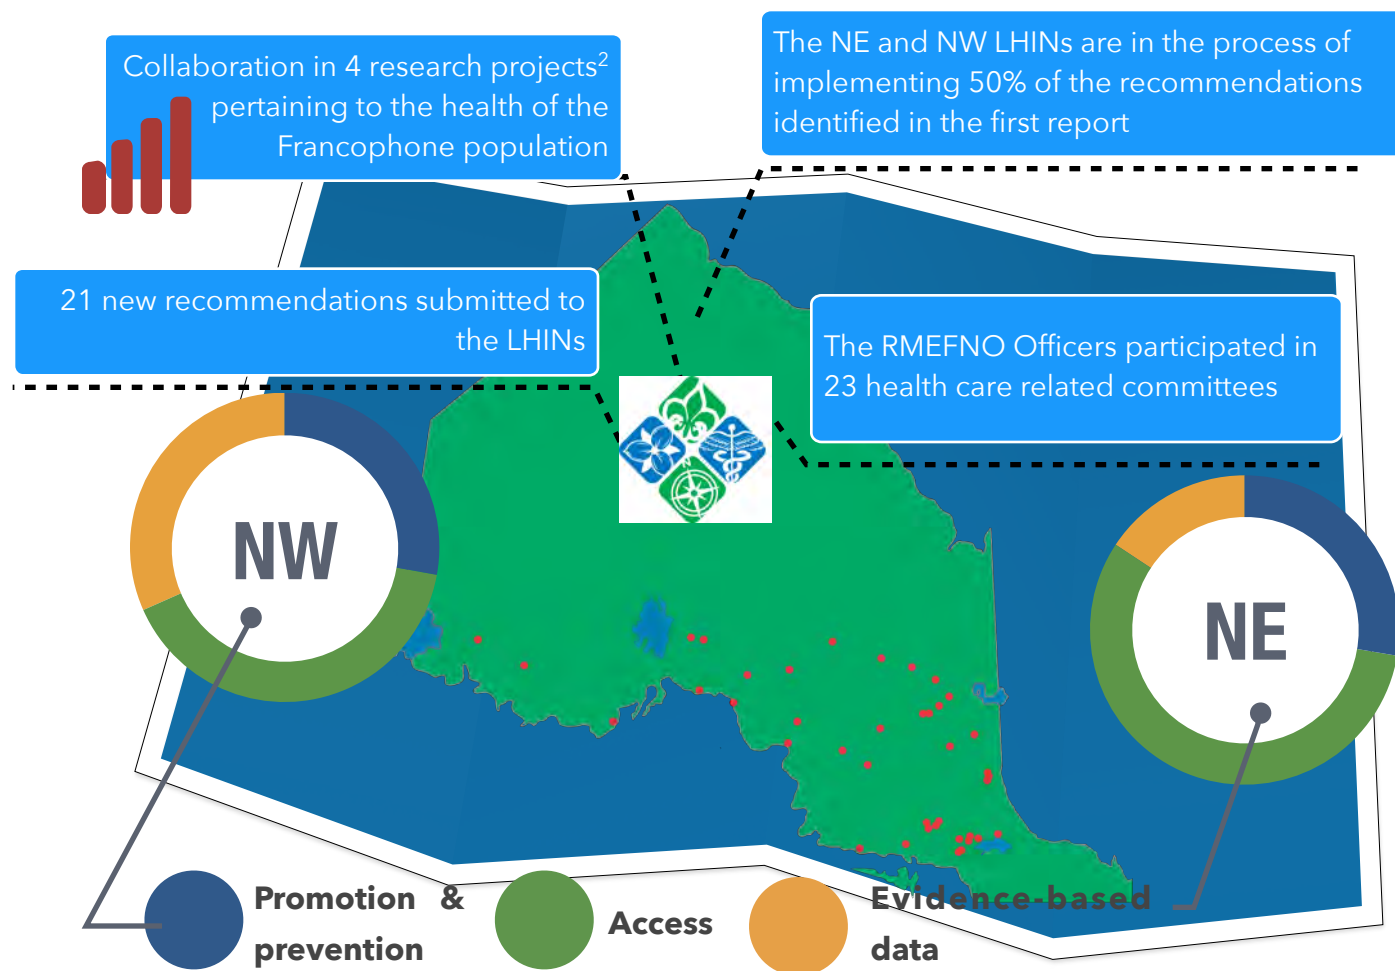 Collaboration in 4 research projects²
pertaining to the health of the
Francophone population
The NE and NW LHINs are in the process of
implementing 50% of the recommendations
identified in the first report
21 new recommendations submitted to
the LHINs
The RMEFNO Officers participated in
23 health care related committees
NW
NE
Promotion &
prevention
Access
Evidence-based
data